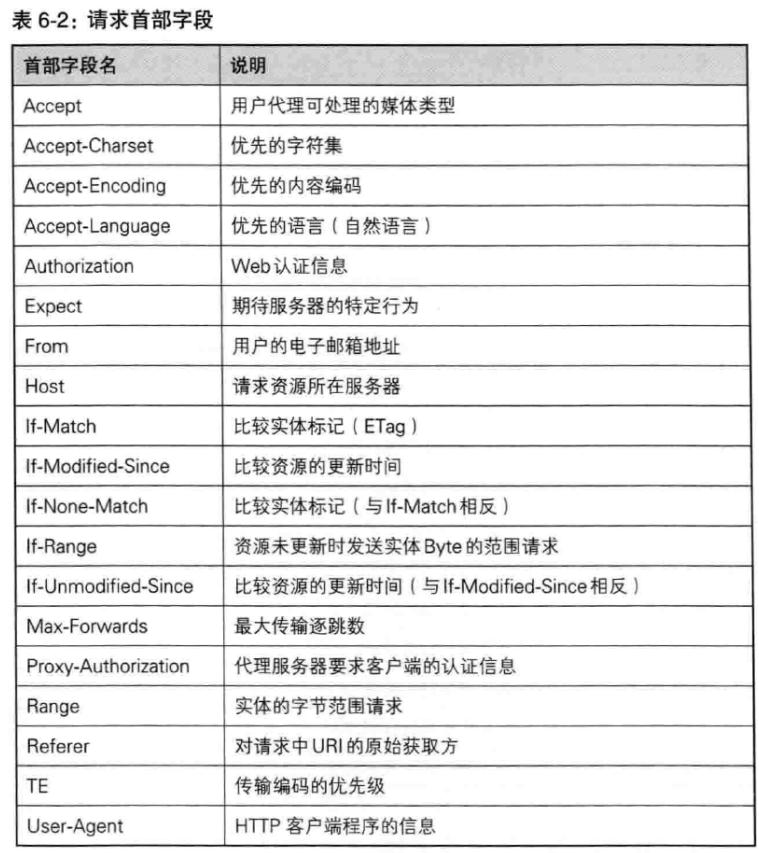 表 6-2：请求首部字段
首部字段名 说明
Accept 用户代理可处理的媒体类型
Accept-Charset 优先的字符集
Accept-Encoding 优先的内容编码
Accept-Language 优先的语言（自然语言）
Authorization Web认证信息
Expect 期待服务器的特定行为
From 用户的电子邮箱地址
Host 请求资源所在服务器
If-Match 比较实体标记（ETag）
If-Modified-Since 比较资源的更新时间
If-None-Match 比较实体标记（与If-Match相反）
If-Range 资源未更新时发送实体Byte的范围请求
If-Unmodified-Since 比较资源的更新时间（与If-Modified-Since相反）
Max-Forwards 最大传输逐跳数
Proxy-Authorization 代理服务器要求客户端的认证信息
Range 实体的字节范围请求
Referer 对请求中URI的原始获取方
TE 传输编码的优先级
User-Agent HTTP 客户端程序的信息